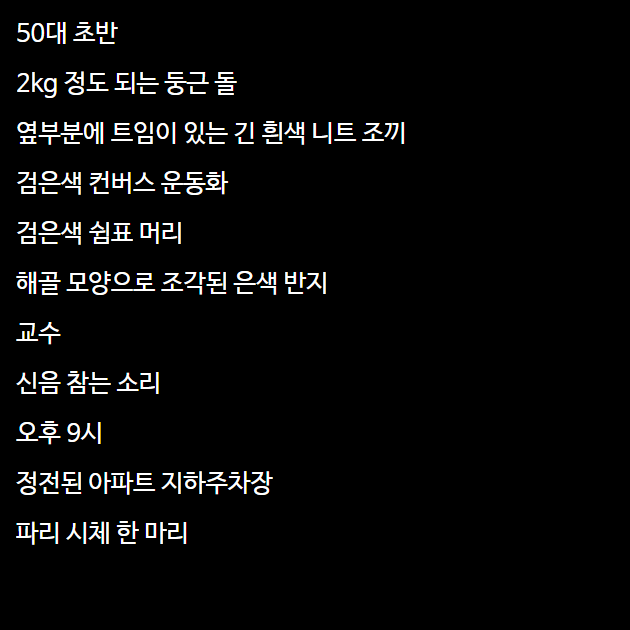 50대 초반
2kg 정도 되는 둥근 돌
옆부분에 트임이 있는 긴 흰색 니트 조끼
검은색 컨버스 운동화
검은색 쉼표 머리
해골 모양으로 조각된 은색 반지
교수
신음 참는 소리
오후 9시
정전된 아파트 지하주차장
파리 시체 한 마리